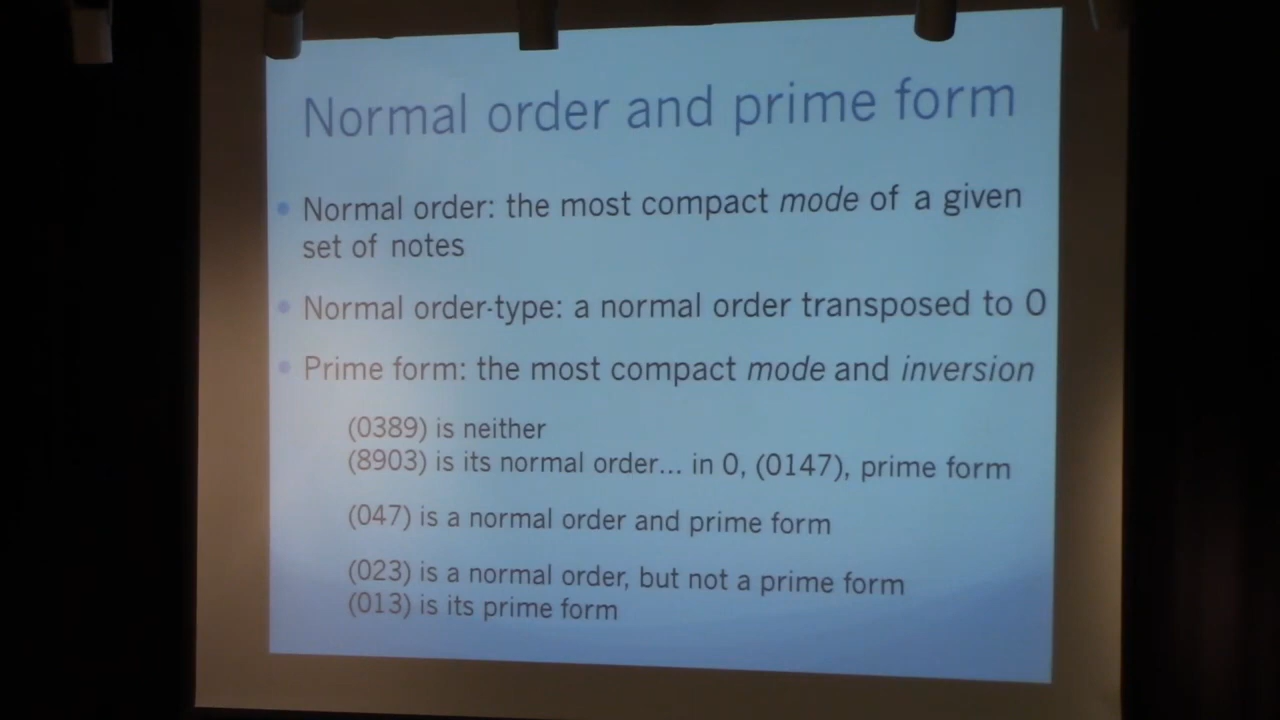 Normal order and prime form
• Normal order: the most compact mode of a given
set of notes
• Normal order-type: a normal order transposed to 0
• Prime form: the most compact mode and inversion
(0389) is neither
(8903) is its normal order... in 0, (0147), prime form
(047) is a normal order and prime form
(023) is a normal order, but not a prime form
(013) is its prime form